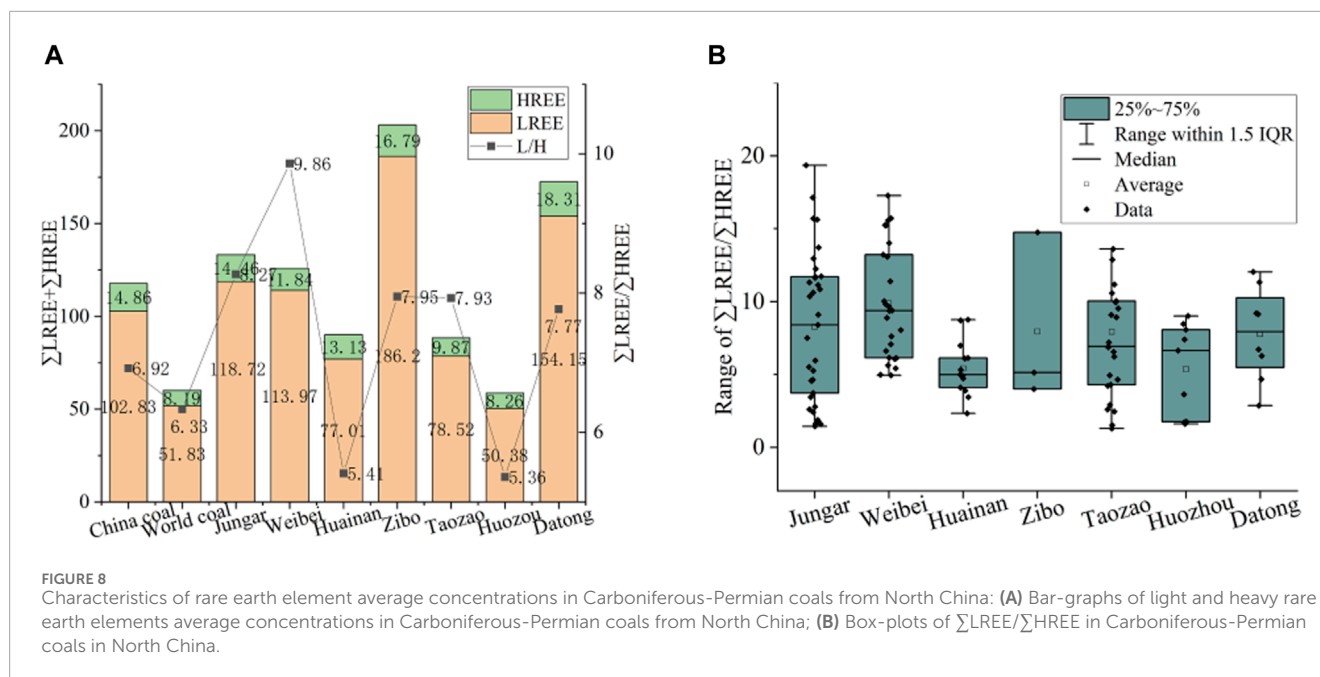 A
HREE
LREE
L/H
∑LREE+∑HREE
200
150
100
50
0
10
8
6
∑LREE/∑HREE
14.86
6.92
102.83
8.19
6.33
51.83
14.46
8.27
118.72
9.86
11.84
113.97
13.13
77.01
5.41
16.79
7.95
186.2
7.93
9.87
78.52
8.26
50.38
5.36
18.31
7.77
154.15
China coal
World coal
Jungar
Weibei
Huainan
Zibo
Taozao
Huozou
Datong
B
25%~75%
Range within 1.5 IQR
Median
Average
Data
Range of ∑LREE/∑HREE
20
10
0
Jungar
Weibei
Huainan
Zibo
Taozao
Huozhou
Datong
FIGURE 8
Characteristics of rare earth element average concentrations in Carboniferous-Permian coals from North China: (A) Bar-graphs of light and heavy rare
earth elements average concentrations in Carboniferous-Permian coals from North China; (B) Box-plots of ∑LREE/∑HREE in Carboniferous-Permian
coals in North China.